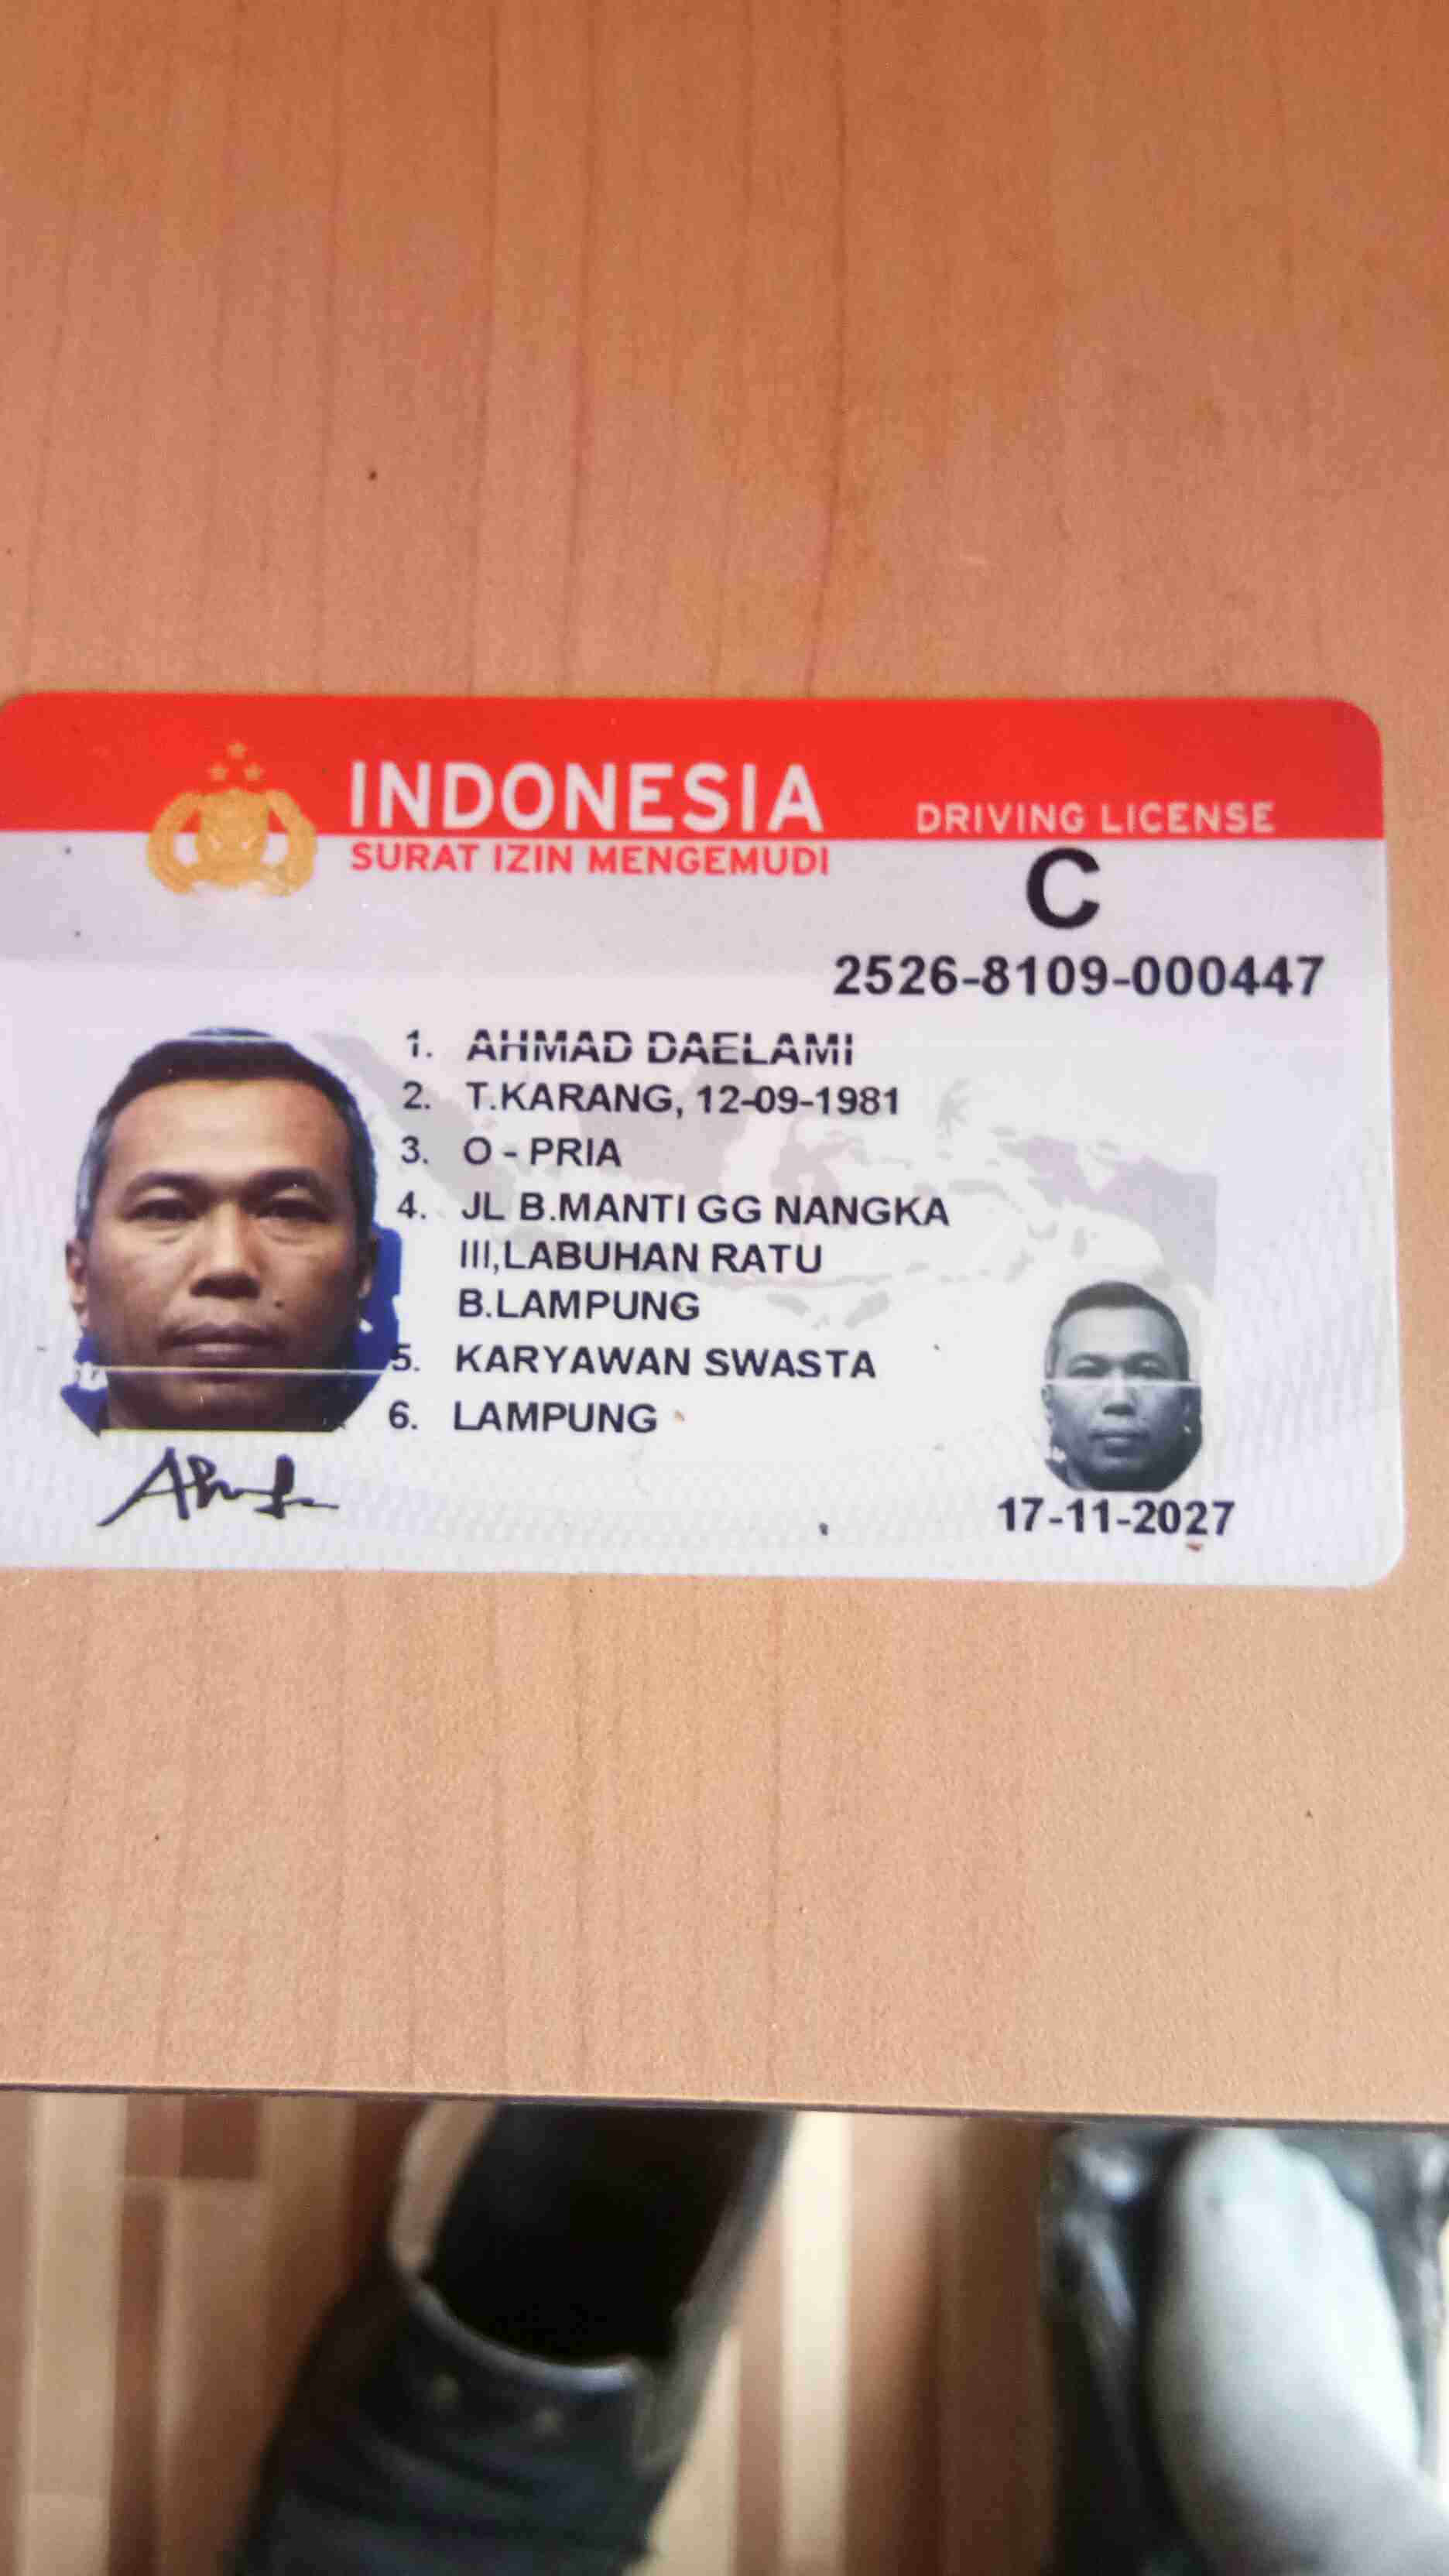 INDONESIA
DRIVING LICENSE
SURAT IZIN MENGEMUDI
C
2526-8109-000447
1. AHMAD DAELAMI
2. T.KARANG, 12-09-1981
3. O - PRIA
4. JL B.MANTI GG NANGKA
III,LABUHAN RATU
B.LAMPUNG
5. KARYAWAN SWASTA
6. LAMPUNG
17-11-2027